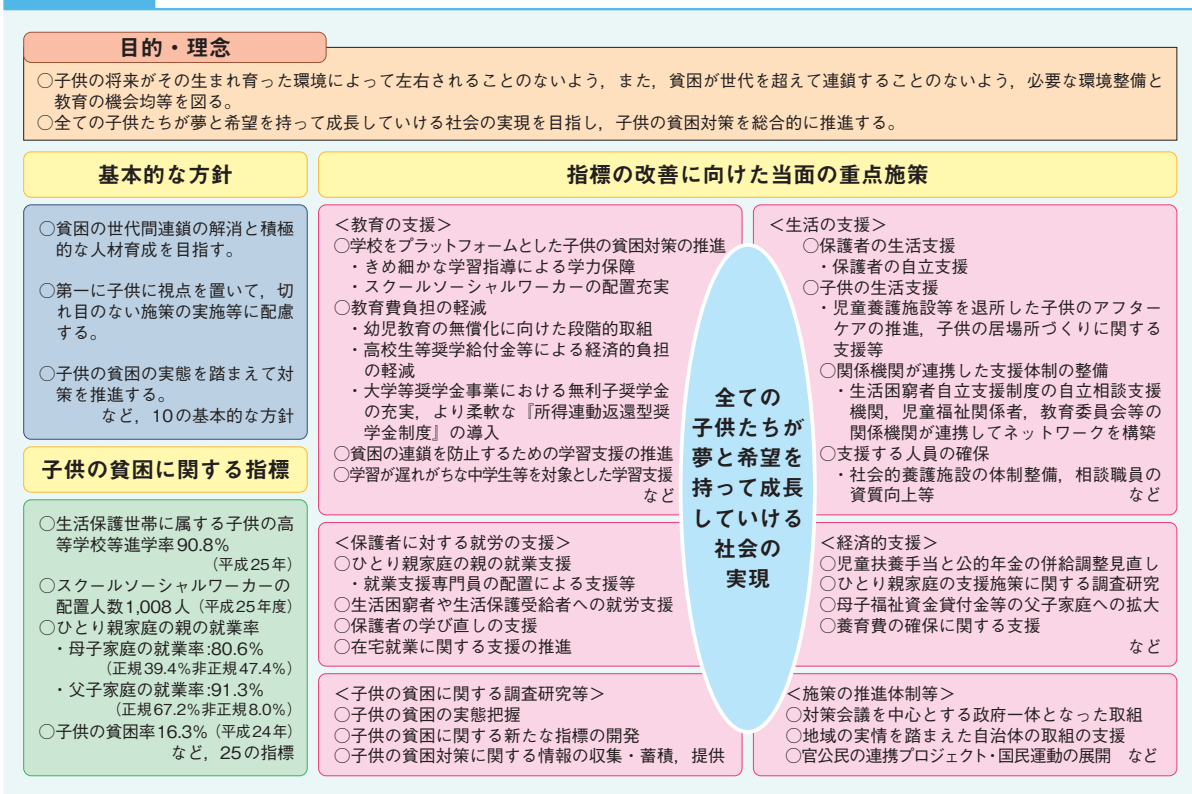 目的・理念
○子供の将来がその生まれ育った環境によって左右されることのないよう，また，貧困が世代を超えて連鎖することのないよう，必要な環境整備と
教育の機会均等を図る。
○全ての子供たちが夢と希望を持って成長していける社会の実現を目指し，子供の貧困対策を総合的に推進する。
基本的な方針
○貧困の世代間連鎖の解消と積極
的な人材育成を目指す。
○第一に子供に視点を置いて，切
れ目のない施策の実施等に配慮
する。
○子供の貧困の実態を踏まえて対
策を推進する。
など，10の基本的な方針
子供の貧困に関する指標
○生活保護世帯に属する子供の高
等学校等進学率90.8%
（平成25年）
○スクールソーシャルワーカーの
配置人数1,008人（平成25年度）
○ひとり親家庭の親の就業率
・母子家庭の就業率:80.6%
（正規39.4%非正規47.4%）
・父子家庭の就業率:91.3%
（正規67.2%非正規8.0%）
○子供の貧困率16.3%（平成24年）
など，25の指標
指標の改善に向けた当面の重点施策
＜教育の支援＞
○学校をプラットフォームとした子供の貧困対策の推進
・きめ細かな学習指導による学力保障
・スクールソーシャルワーカーの配置充実
○教育費負担の軽減
・幼児教育の無償化に向けた段階的取組
・高校生等奨学給付金等による経済的負担
の軽減
・大学等奨学金事業における無利子奨学金
の充実，より柔軟な『所得連動返還型奨
学金制度』の導入
○貧困の連鎖を防止するための学習支援の推進
○学習が遅れがちな中学生等を対象とした学習支援
など
＜生活の支援＞
○保護者の生活支援
・保護者の自立支援
○子供の生活支援
・児童養護施設等を退所した子供のアフター
ケアの推進，子供の居場所づくりに関する
支援等
○関係機関が連携した支援体制の整備
・生活困窮者自立支援制度の自立相談支援
機関，児童福祉関係者，教育委員会等の
関係機関が連携してネットワークを構築
○支援する人員の確保
・社会的養護施設の体制整備，相談職員の
資質向上等
など
全ての
子供たちが
夢と希望を
持って成長
していける
社会の
実現
＜保護者に対する就労の支援＞
○ひとり親家庭の親の就業支援
・就業支援専門員の配置による支援等
○生活困窮者や生活保護受給者への就労支援
○保護者の学び直しの支援
○在宅就業に関する支援の推進
＜経済的支援＞
○児童扶養手当と公的年金の併給調整見直し
○ひとり親家庭の支援施策に関する調査研究
○母子福祉資金貸付金等の父子家庭への拡大
○養育費の確保に関する支援
など
＜子供の貧困に関する調査研究等＞
○子供の貧困の実態把握
○子供の貧困に関する新たな指標の開発
○子供の貧困対策に関する情報の収集・蓄積，提供
＜施策の推進体制等＞
○対策会議を中心とする政府一体となった取組
○地域の実情を踏まえた自治体の取組の支援
○官公民の連携プロジェクト・国民運動の展開　など